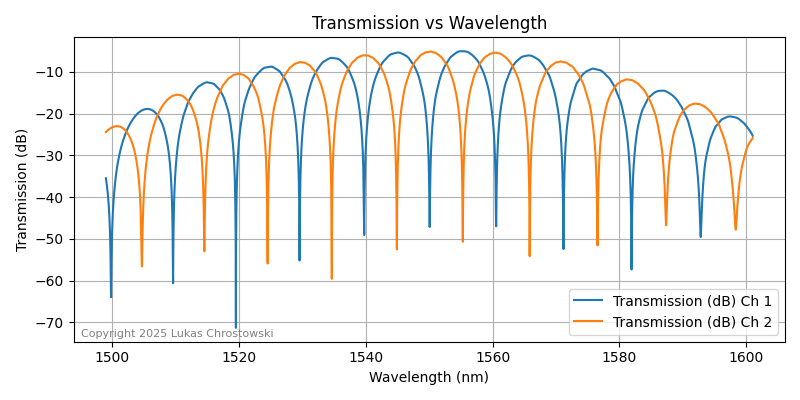 Transmission vs Wavelength
Transmission (dB)
−10
−20
−30
−40
−50
−60
−70
Transmission (dB) Ch 1
Transmission (dB) Ch 2
Copyright 2025 Lukas Chrostowski
1500 1520 1540 1560 1580 1600
Wavelength (nm)